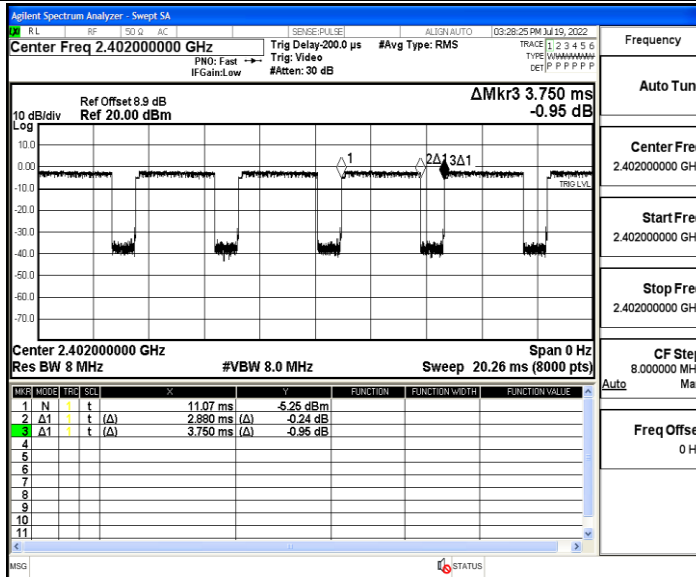 Agilent Spectrum Analyzer - Swept SA
RL RF 50 Ω AC SENSE:PULSE ALIGN AUTO 03:28:25 PM Jul 19, 2022
Center Freq 2.402000000 GHz
PNO: Fast
IFGain:Low
Trig Delay-200.0 µs
Trig: Video
#Atten: 30 dB
#Avg Type: RMS
TRACE 1 2 3 4 5 6
TYPE WWWWWW
DET P P P P P P
ΔMkr3 3.750 ms
-0.95 dB
Ref Offset 8.9 dB
10 dB/div Ref 20.00 dBm
Log
10.0
0.00
-10.0
-20.0
-30.0
-40.0
-50.0
-60.0
-70.0
1
2Δ1
3Δ1
TRIG LVL
Center 2.402000000 GHz Span 0 Hz
Res BW 8 MHz #VBW 8.0 MHz Sweep 20.26 ms (8000 pts)
MKR MODE TRC SCL X Y FUNCTION FUNCTION WIDTH FUNCTION VALUE
1 N 1 t 11.07 ms -5.25 dBm
2 Δ1 1 t (Δ) 2.880 ms (Δ) -0.24 dB
3 Δ1 1 t (Δ) 3.750 ms (Δ) -0.95 dB
4
5
6
7
8
9
10
11
MSG STATUS
Frequency
Auto Tun
Center Fre
2.402000000 GH
Start Fre
2.402000000 GH
Stop Fre
2.402000000 GH
CF Step
8.000000 MH
Auto Ma
Freq Offse
0 H